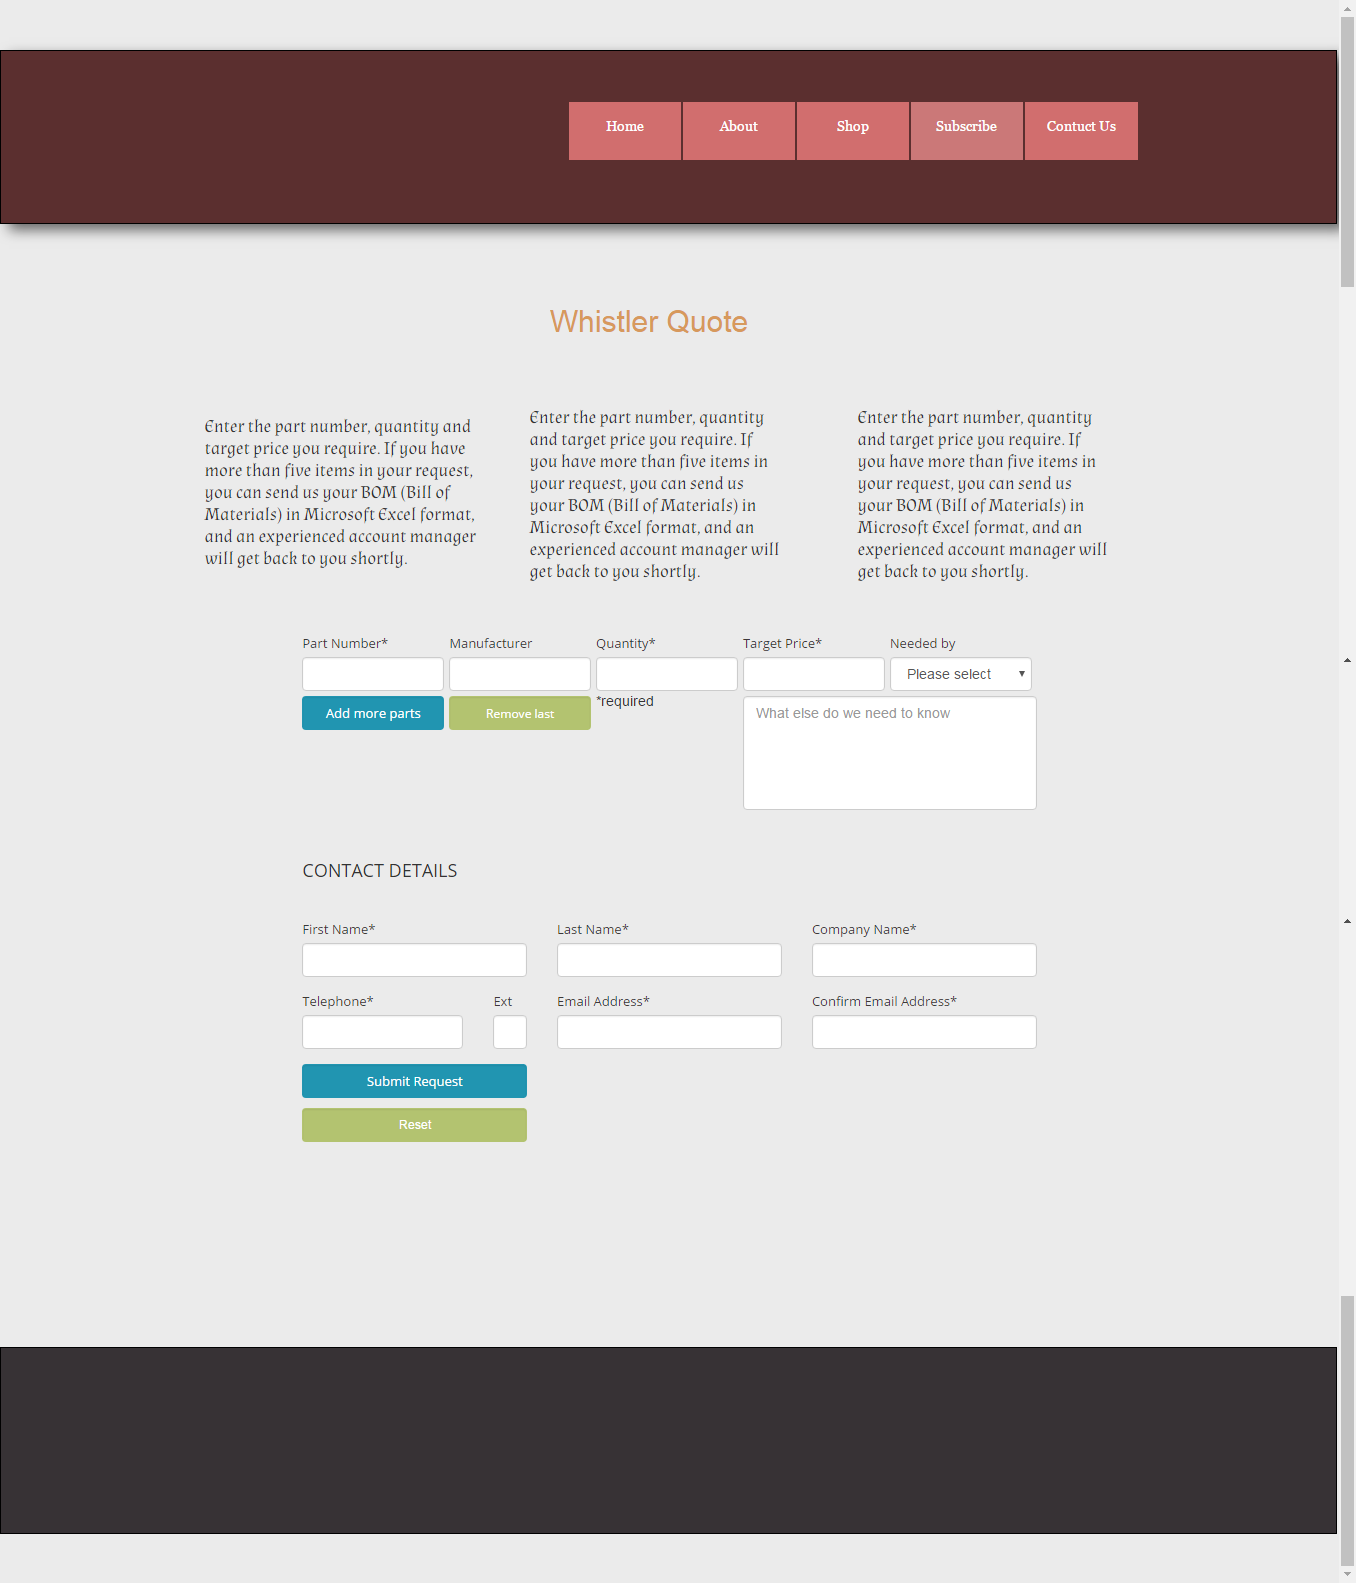 Home About Shop Subscribe Contuct Us
Whistler Quote
Enter the part number, quantity and
target price you require. If you have
more than five items in your request,
you can send us your BOM (Bill of
Materials) in Microsoft Excel format,
and an experienced account manager
will get back to you shortly.
Enter the part number, quantity
and target price you require. If
you have more than five items in
your request, you can send us
your BOM (Bill of Materials) in
Microsoft Excel format, and an
experienced account manager will
get back to you shortly.
Enter the part number, quantity
and target price you require. If
you have more than five items in
your request, you can send us
your BOM (Bill of Materials) in
Microsoft Excel format, and an
experienced account manager will
get back to you shortly.
Part Number* Manufacturer Quantity* Target Price* Needed by
Please select
Add more parts Remove last *required What else do we need to know
CONTACT DETAILS
First Name* Last Name* Company Name*
Telephone* Ext Email Address* Confirm Email Address*
Submit Request
Reset